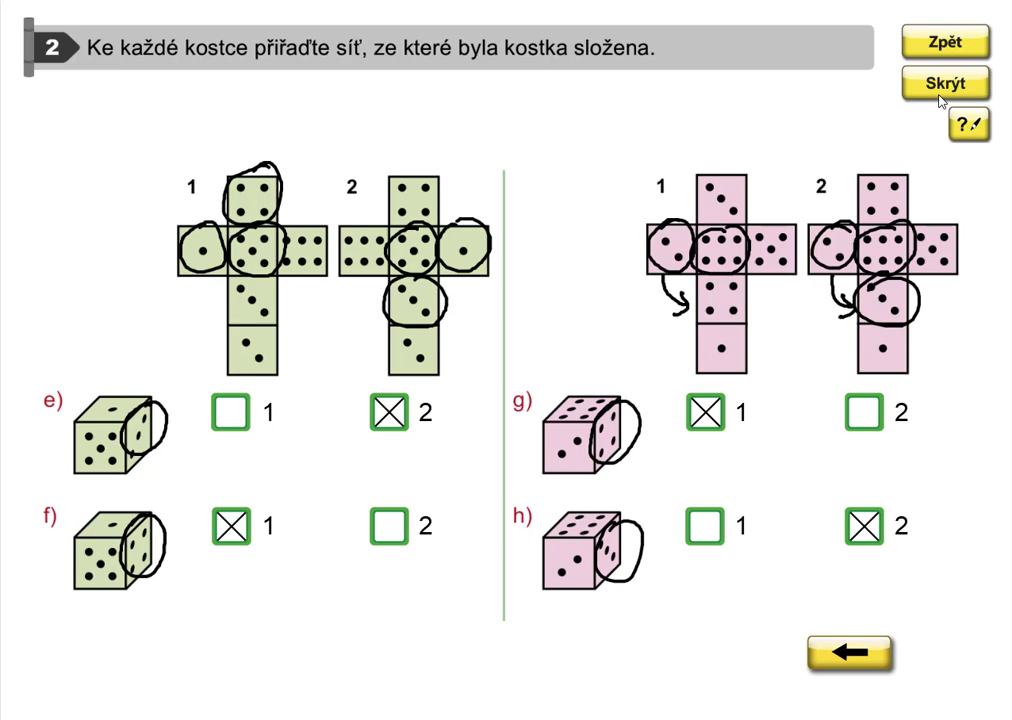 2 Ke každé kostce přiřaďte síť, ze které byla kostka složena.
Zpět
Skrýt
?
1 2 1 2
e) 1 2 g) 1 2
f) 1 2 h) 1 2